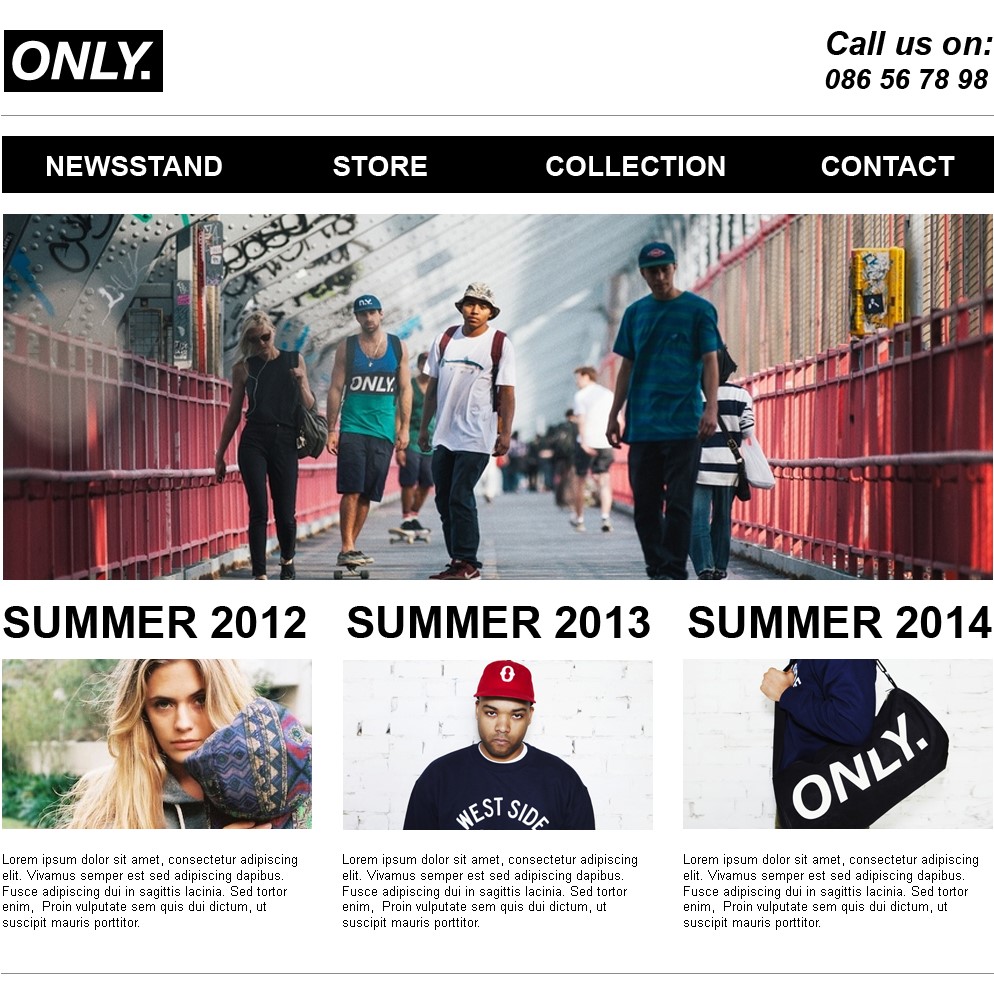 ONLY.
Call us on:
086 56 78 98
NEWSSTAND STORE COLLECTION CONTACT
N.Y.
ONLY.
SUMMER 2012 SUMMER 2013 SUMMER 2014
WEST SIDE
ONLY.
Lorem ipsum dolor sit amet, consectetur adipiscing
elit. Vivamus semper est sed adipiscing dapibus.
Fusce adipiscing dui in sagittis lacinia. Sed tortor
enim,  Proin vulputate sem quis dui dictum, ut
suscipit mauris porttitor.
Lorem ipsum dolor sit amet, consectetur adipiscing
elit. Vivamus semper est sed adipiscing dapibus.
Fusce adipiscing dui in sagittis lacinia. Sed tortor
enim,  Proin vulputate sem quis dui dictum, ut
suscipit mauris porttitor.
Lorem ipsum dolor sit amet, consectetur adipiscing
elit. Vivamus semper est sed adipiscing dapibus.
Fusce adipiscing dui in sagittis lacinia. Sed tortor
enim,  Proin vulputate sem quis dui dictum, ut
suscipit mauris porttitor.